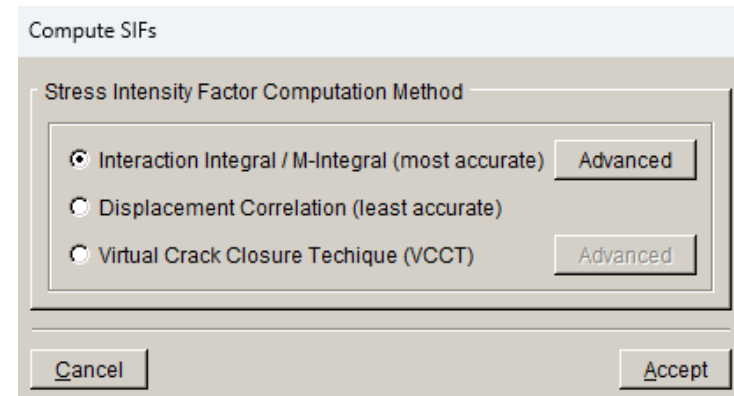 Compute SIFs
Stress Intensity Factor Computation Method
Interaction Integral / M-Integral (most accurate) Advanced
Displacement Correlation (least accurate)
Virtual Crack Closure Techique (VCCT) Advanced
Cancel Accept